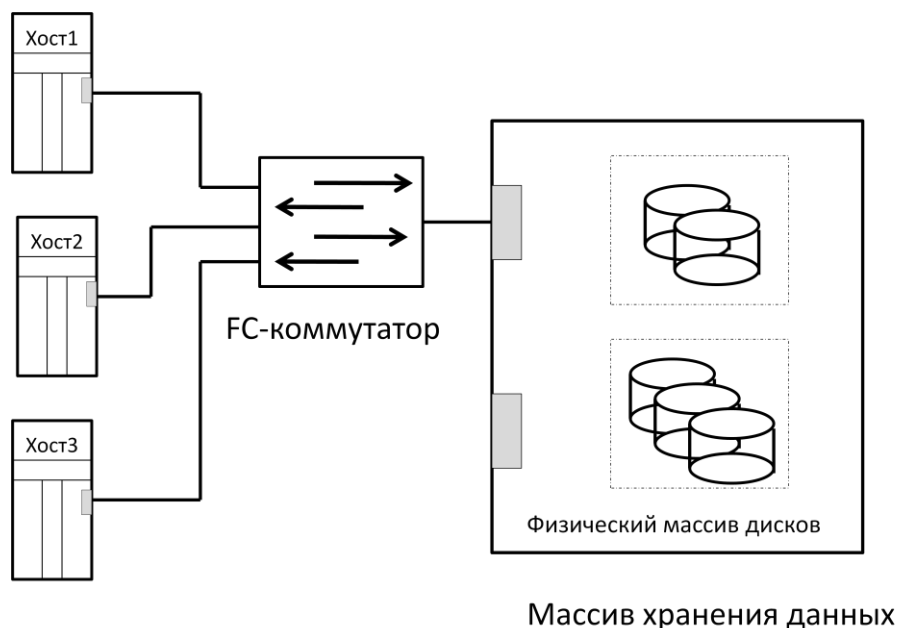 Хост1
Хост2
FC-коммутатор
Хост3
Физический массив дисков
Массив хранения данных